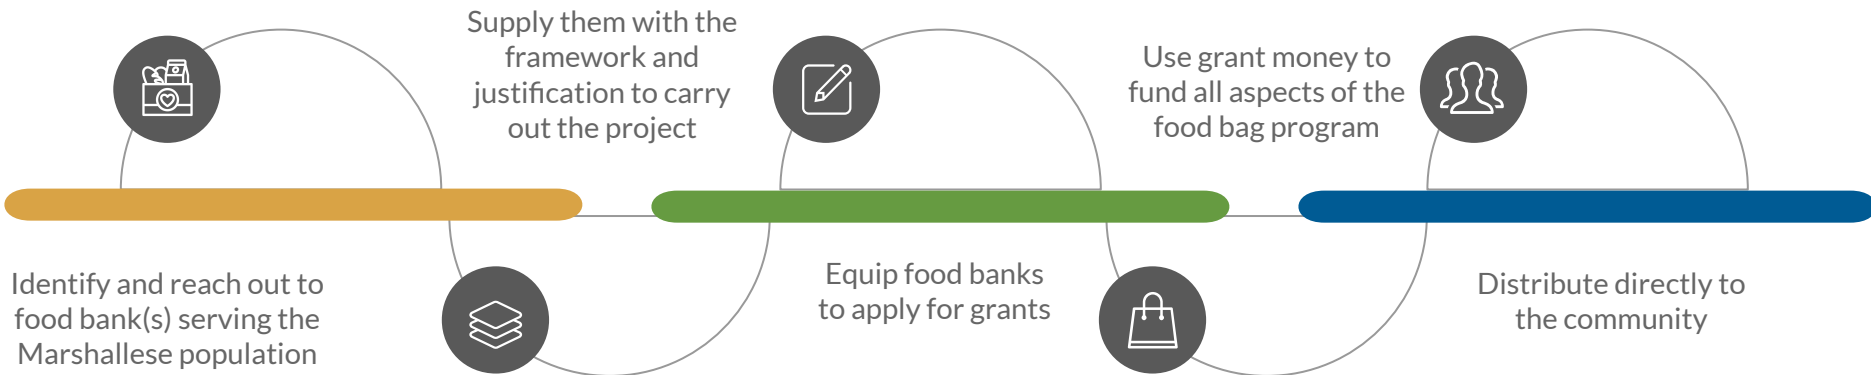 Identify and reach out to
food bank(s) serving the
Marshallese population
Supply them with the
framework and
justification to carry
out the project
Equip food banks
to apply for grants
Use grant money to
fund all aspects of the
food bag program
Distribute directly to
the community